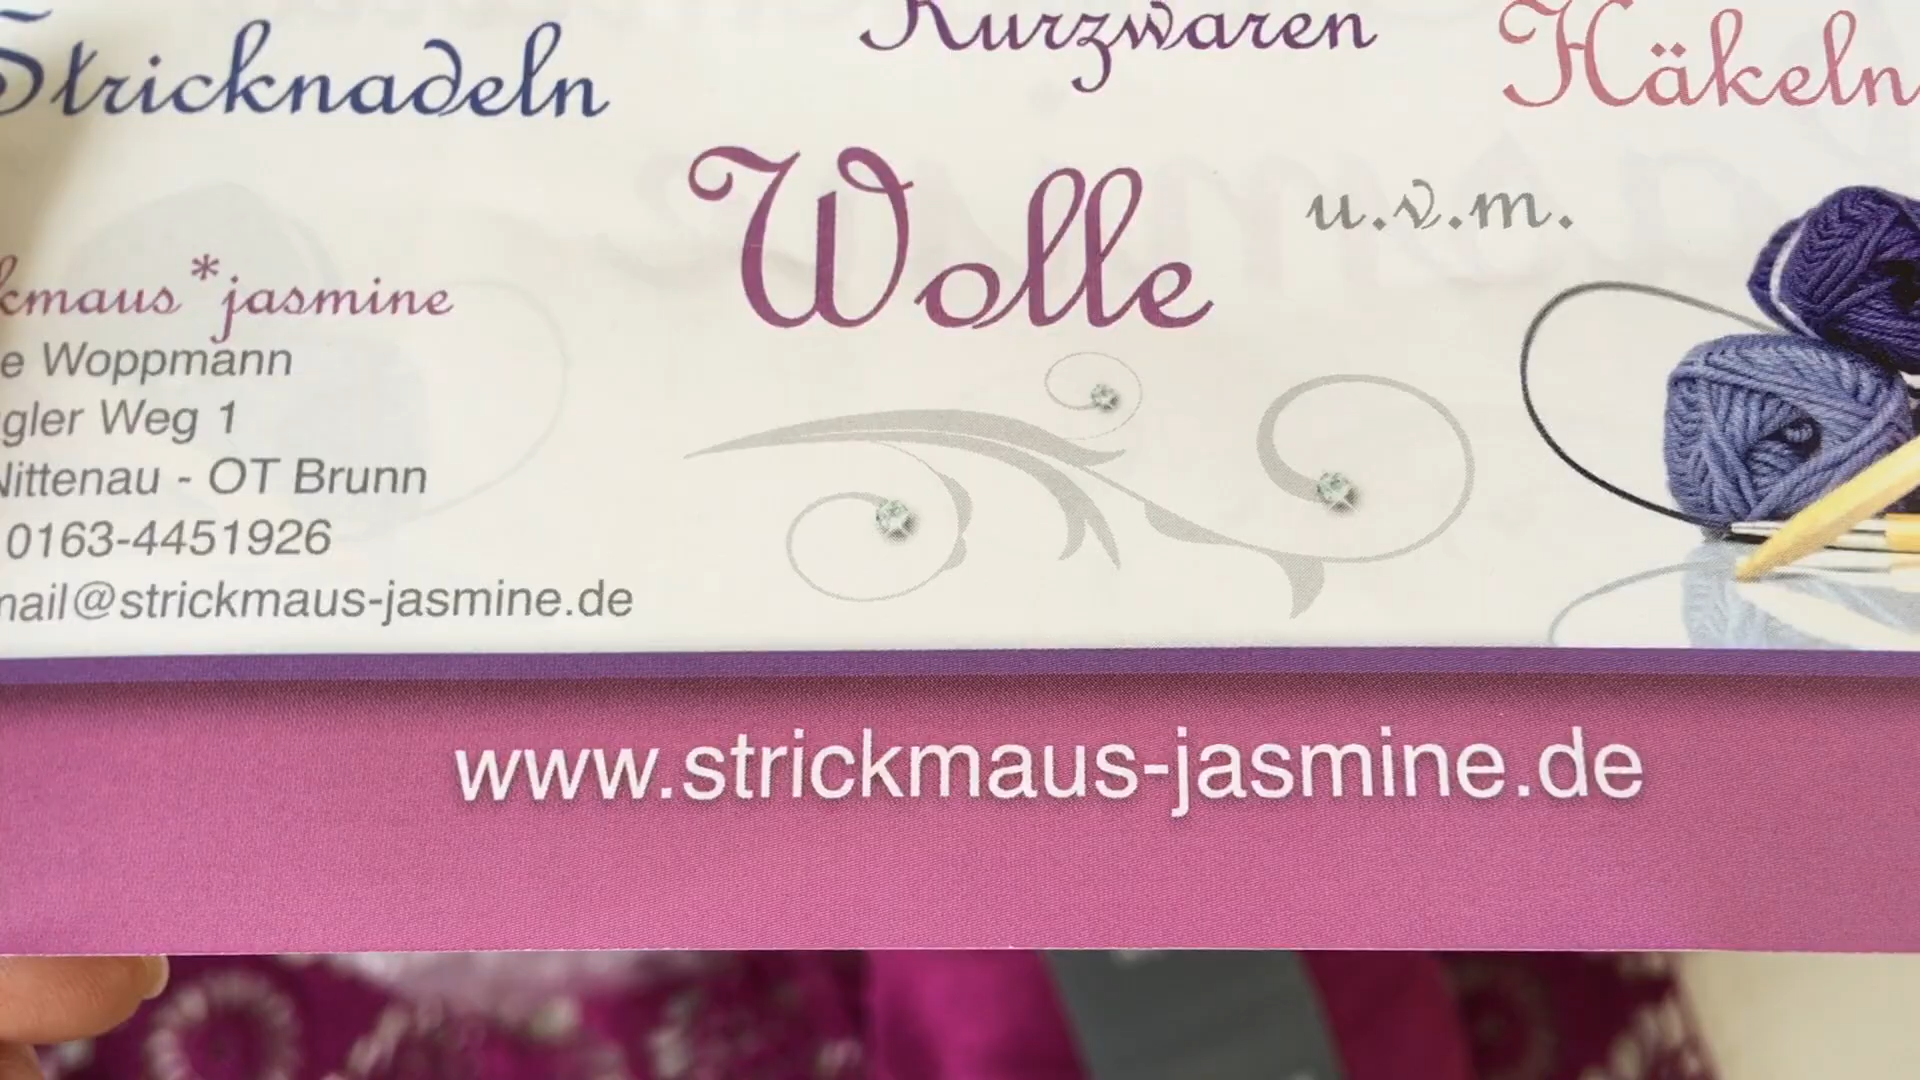 Stricknadeln
Kurzwaren
Häkeln
Wolle
u.v.m.
kmaus*jasmine
e Woppmann
gler Weg 1
Nittenau - OT Brunn
0163-4451926
mail@strickmaus-jasmine.de
www.strickmaus-jasmine.de